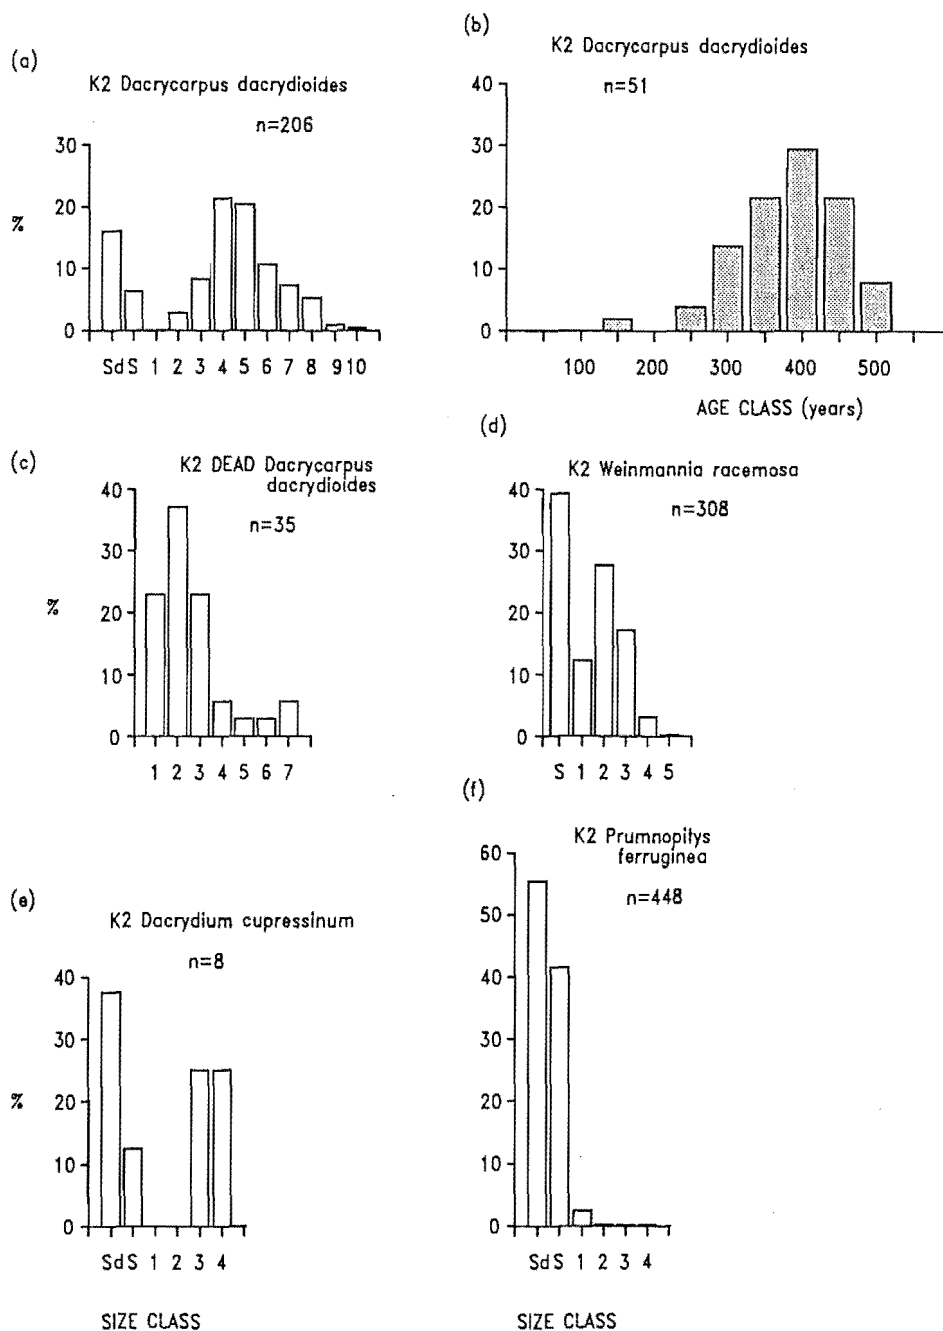 (a)
K2 Dacrycarpus dacrydioides
n=206
30
20
%
10
0
Sd S 1 2 3 4 5 6 7 8 9 10
(b)
K2 Dacrycarpus dacrydioides
n=51
40
30
20
10
0
100 200 300 400 500
AGE CLASS (years)
(c)
K2 DEAD Dacrycarpus
dacrydioides
n=35
40
30
%
20
10
0
1 2 3 4 5 6 7
(d)
K2 Weinmannia racemosa
n=308
40
30
20
10
0
S 1 2 3 4 5
(e)
K2 Dacrydium cupressinum
n=8
40
30
%
20
10
0
Sd S 1 2 3 4
SIZE CLASS
(f)
K2 Prumnopitys
ferruginea
n=448
60
50
40
30
20
10
0
Sd S 1 2 3 4
SIZE CLASS